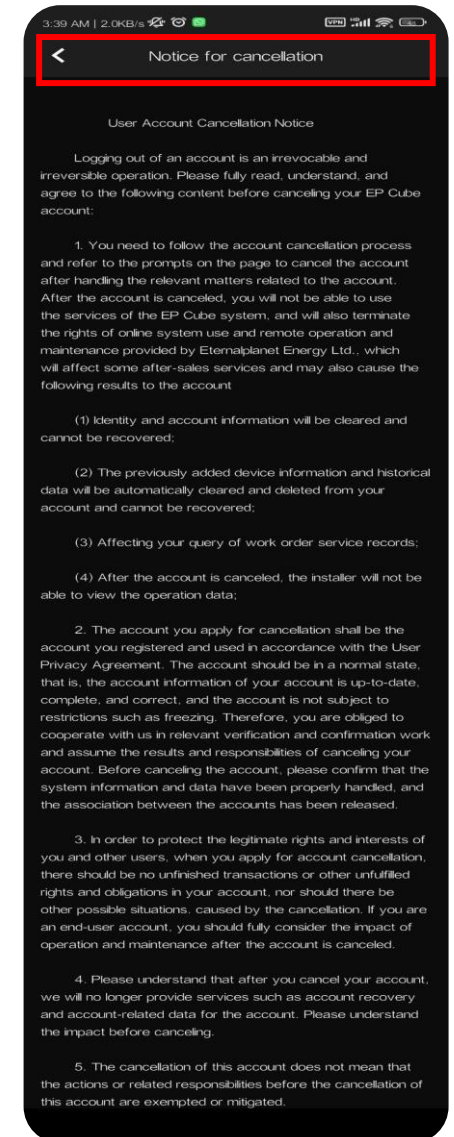 3:39 AM | 2.0KB/s
Notice for cancellation
User Account Cancellation Notice
Logging out of an account is an irrevocable and
irreversible operation. Please fully read, understand, and
agree to the following content before canceling your EP Cube
account:
1. You need to follow the account cancellation process
and refer to the prompts on the page to cancel the account
after handling the relevant matters related to the account.
After the account is canceled, you will not be able to use
the services of the EP Cube system, and will also terminate
the rights of online system use and remote operation and
maintenance provided by Eternalplanet Energy Ltd., which
will affect some after-sales services and may also cause the
following results to the account
(1) Identity and account information will be cleared and
cannot be recovered;
(2) The previously added device information and historical
data will be automatically cleared and deleted from your
account and cannot be recovered;
(3) Affecting your query of work order service records;
(4) After the account is canceled, the installer will not be
able to view the operation data;
2. The account you apply for cancellation shall be the
account you registered and used in accordance with the User
Privacy Agreement. The account should be in a normal state,
that is, the account information of your account is up-to-date,
complete, and correct, and the account is not subject to
restrictions such as freezing. Therefore, you are obliged to
cooperate with us in relevant verification and confirmation work
and assume the results and responsibilities of canceling your
account. Before canceling the account, please confirm that the
system information and data have been properly handled, and
the association between the accounts has been released.
3. In order to protect the legitimate rights and interests of
you and other users, when you apply for account cancellation,
there should be no unfinished transactions or other unfulfilled
rights and obligations in your account, nor should there be
other possible situations. caused by the cancellation. If you are
an end-user account, you should fully consider the impact of
operation and maintenance after the account is canceled.
4. Please understand that after you cancel your account,
we will no longer provide services such as account recovery
and account-related data for the account. Please understand
the impact before canceling.
5. The cancellation of this account does not mean that
the actions or related responsibilities before the cancellation of
this account are exempted or mitigated.